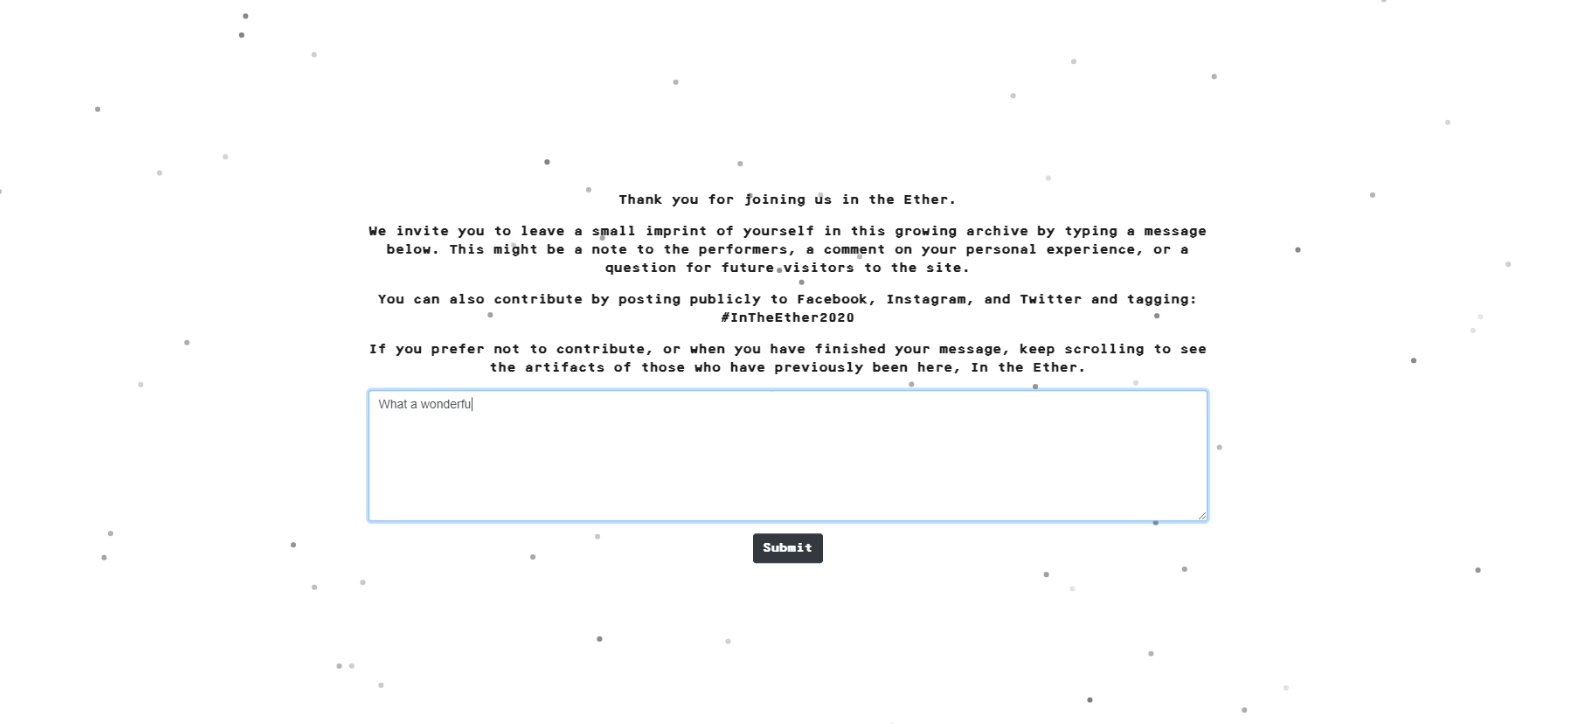 Thank you for joining us in the Ether.
We invite you to leave a small imprint of yourself in this growing archive by typing a message
below. This might be a note to the performers, a comment on your personal experience, or a
question for future visitors to the site.
You can also contribute by posting publicly to Facebook, Instagram, and Twitter and tagging:
#InTheEther2020
If you prefer not to contribute, or when you have finished your message, keep scrolling to see
the artifacts of those who have previously been here, In the Ether.
What a wonderfu
Submit